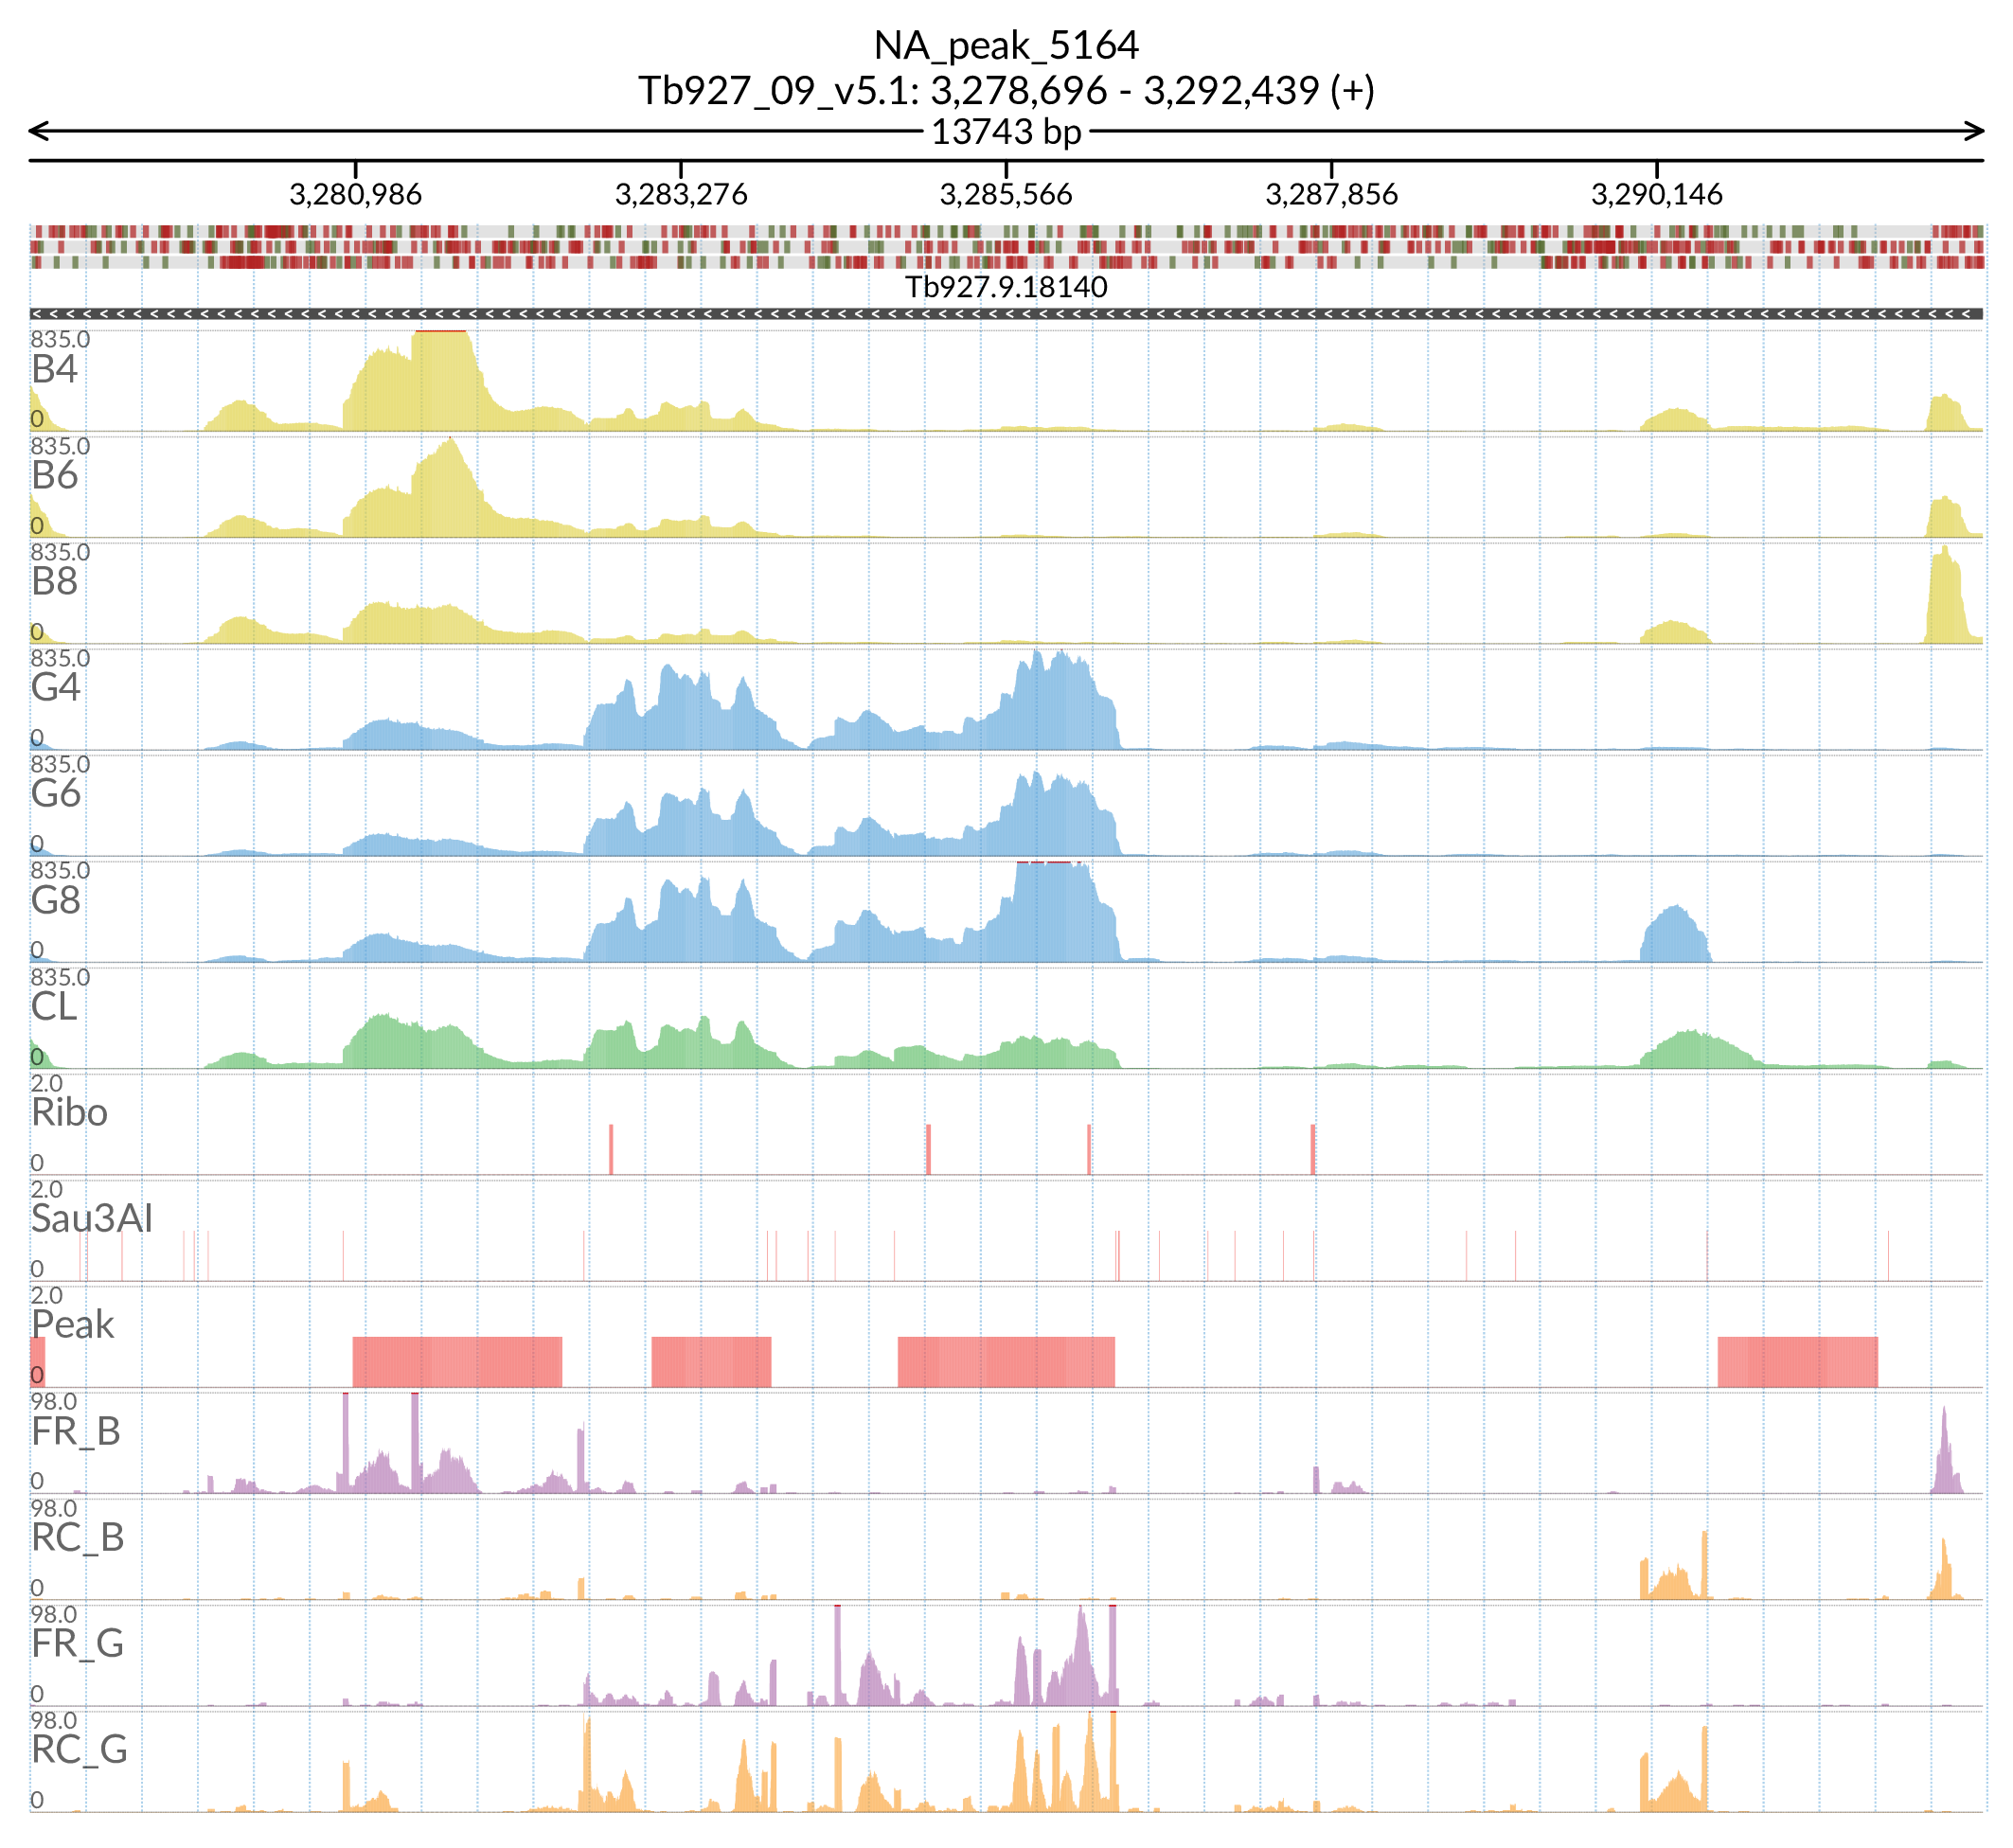 NA_peak_5164
Tb927_09_v5.1: 3,278,696 - 3,292,439 (+)
13743 bp
3,280,986 3,283,276 3,285,566 3,287,856 3,290,146
Tb927.9.18140
835.0
B4
0
835.0
B6
0
835.0
B8
0
835.0
G4
0
835.0
G6
0
835.0
G8
0
835.0
CL
0
2.0
Ribo
0
2.0
Sau3AI
0
2.0
Peak
0
98.0
FR_B
0
98.0
RC_B
0
98.0
FR_G
0
98.0
RC_G
0